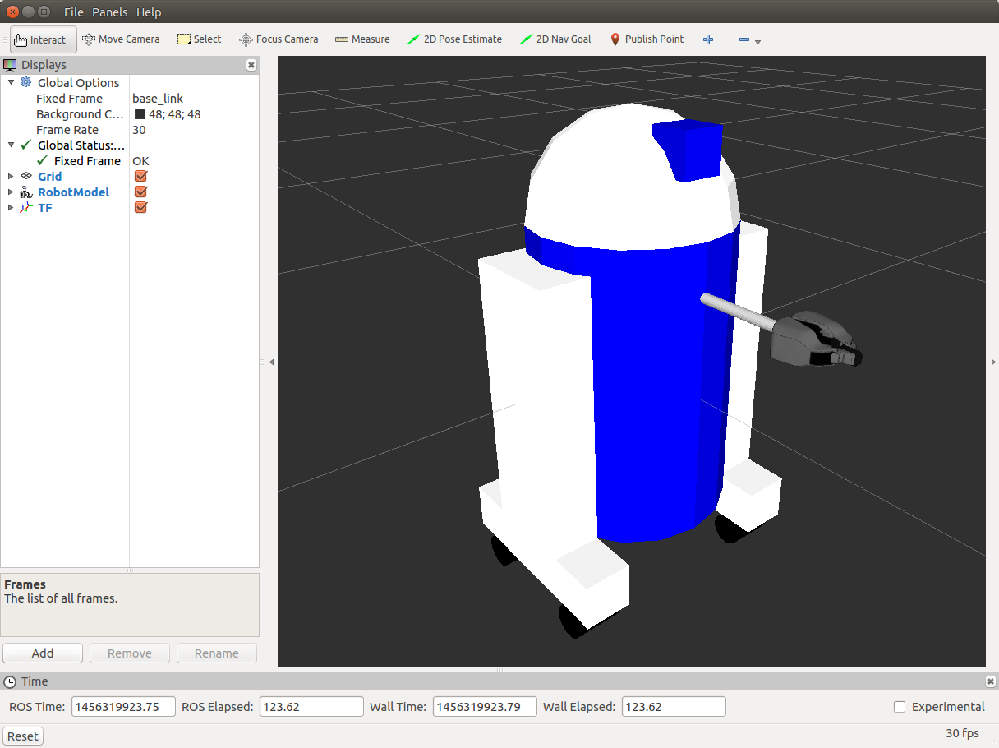 File Panels Help
Interact Move Camera Select Focus Camera Measure 2D Pose Estimate 2D Nav Goal Publish Point
Displays
Global Options
Fixed Frame base_link
Background C... 48; 48; 48
Frame Rate 30
Global Status:...
Fixed Frame OK
Grid
RobotModel
TF
Frames
The list of all frames.
Add Remove Rename
Time
ROS Time: 1456319923.75 ROS Elapsed: 123.62 Wall Time: 1456319923.79 Wall Elapsed: 123.62 Experimental
Reset 30 fps